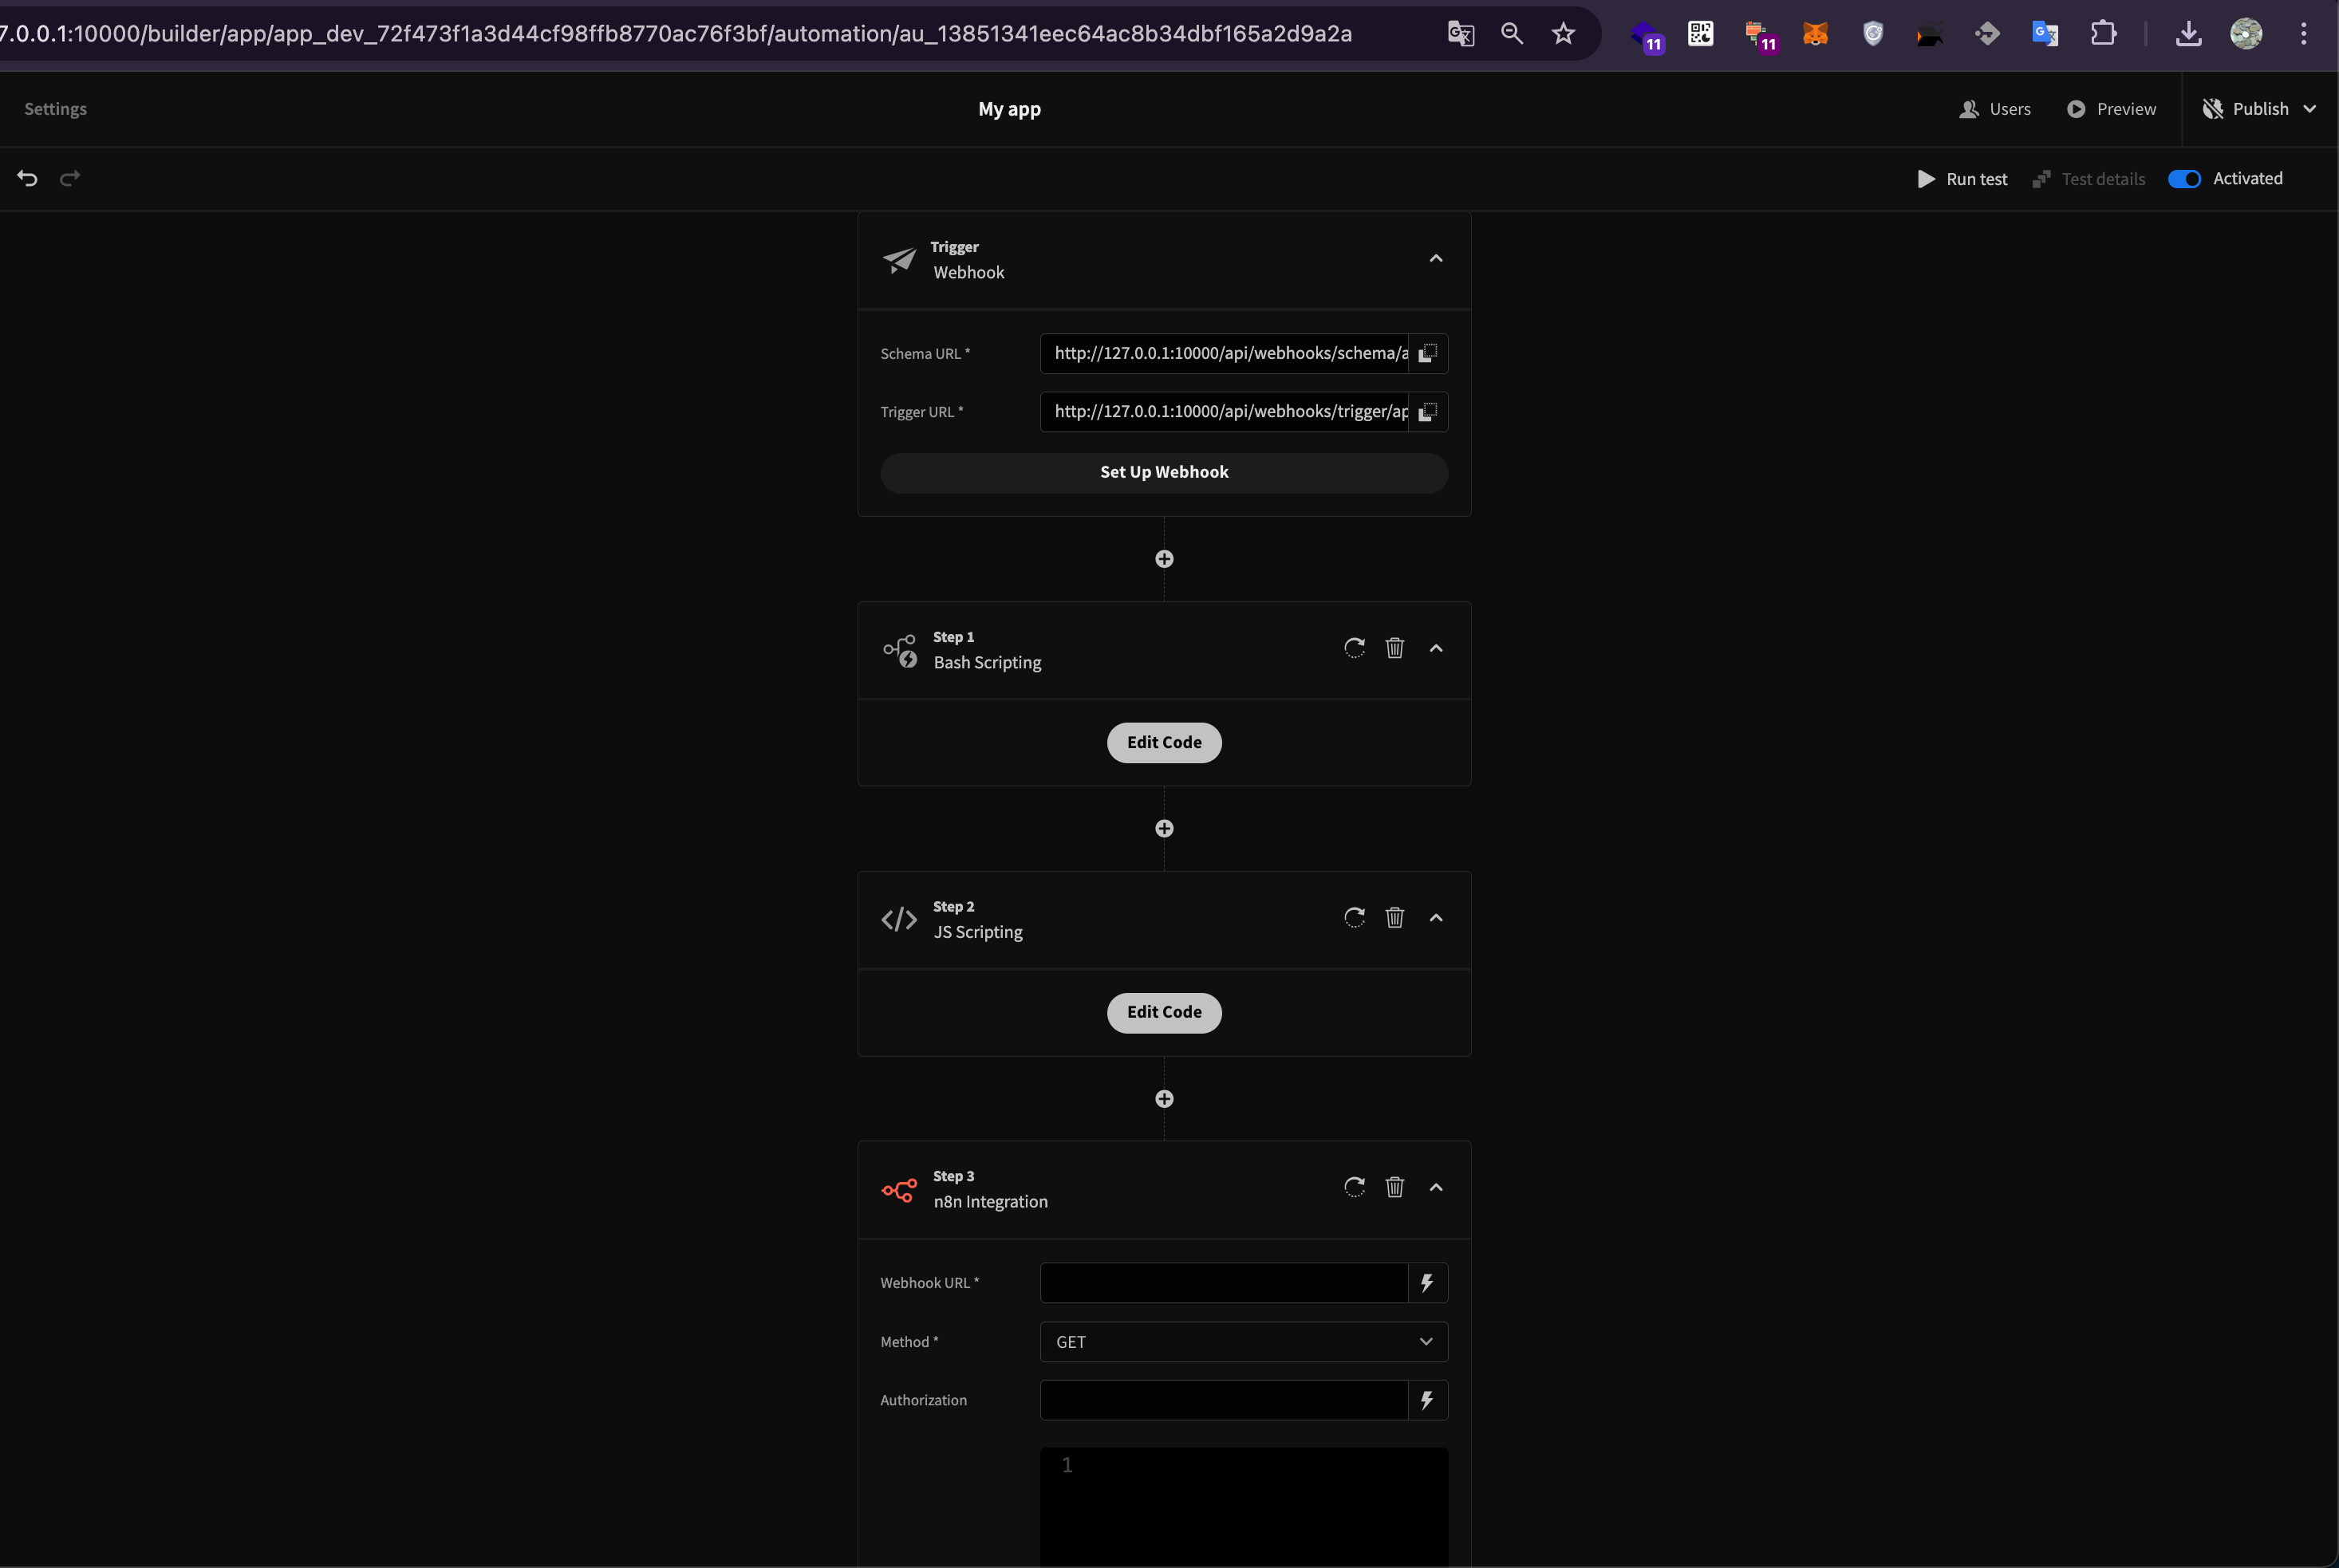 7.0.0.1:10000/builder/app/app_dev_72f473f1a3d44cf98ffb8770ac76f3bf/automation/au_13851341eec64ac8b34dbf165a2d9a2a
11
11
Settings
My app
Users
Preview
Publish
Run test
Test details
Activated
Trigger
Webhook
Schema URL *
http://127.0.0.1:10000/api/webhooks/schema/a
Trigger URL *
http://127.0.0.1:10000/api/webhooks/trigger/ap
Set Up Webhook
Step 1
Bash Scripting
Edit Code
Step 2
JS Scripting
Edit Code
Step 3
n8n Integration
Webhook URL *
Method *
GET
Authorization
1